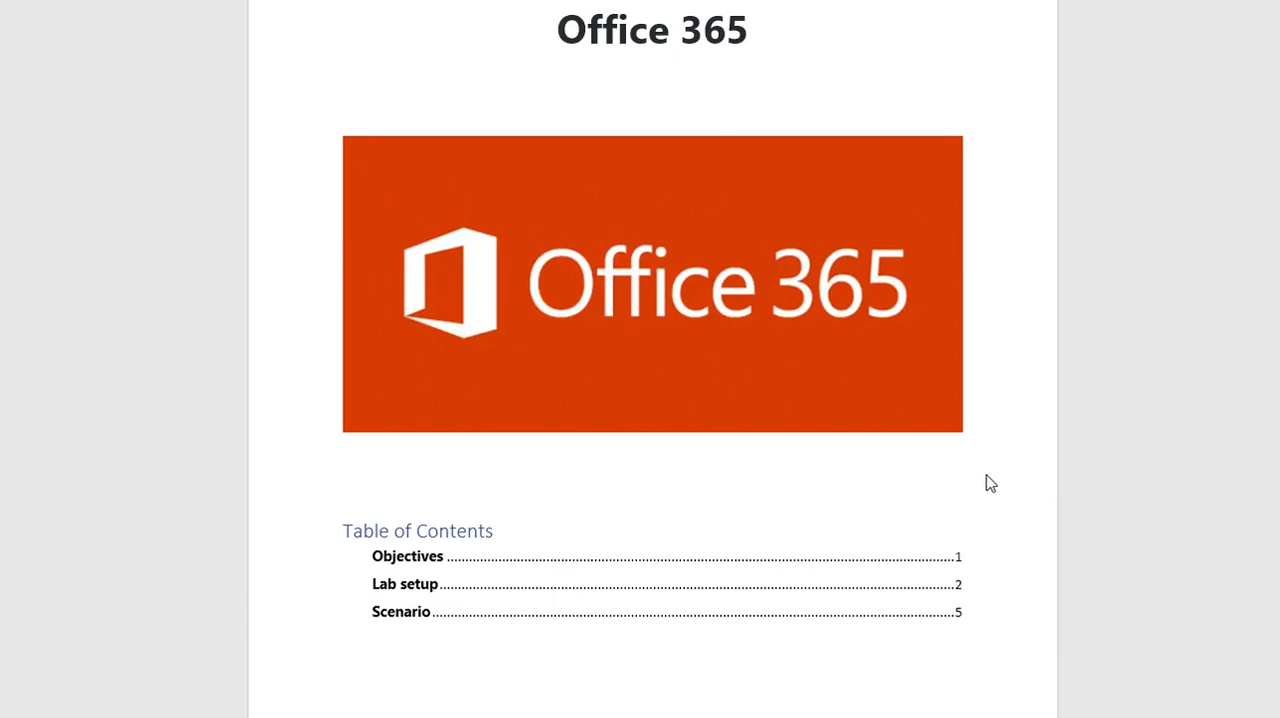 Office 365
Office 365
Table of Contents
Objectives ........................................................................................................................................1
Lab setup..........................................................................................................................................2
Scenario............................................................................................................................................5